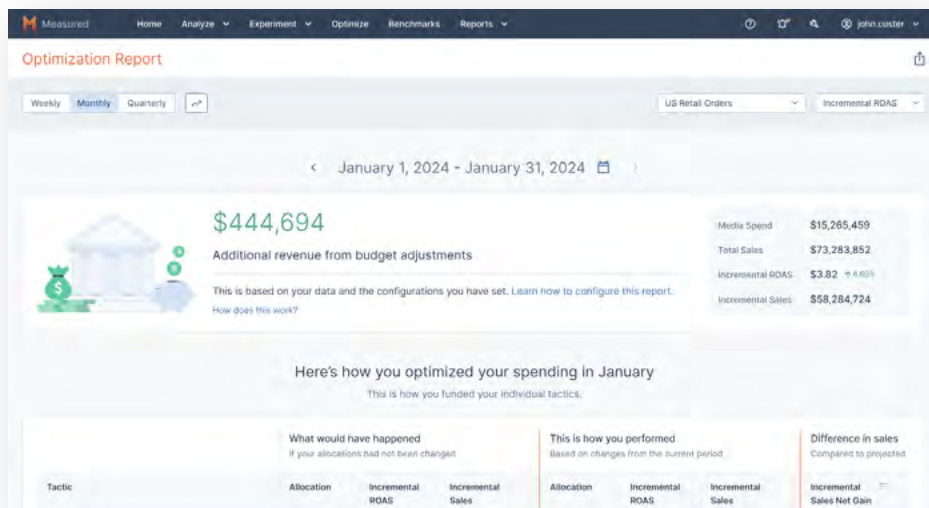 Measured Home Analyze Experiment Optimize Benchmarks Reports john.custer
Optimization Report
Weekly Monthly Quarterly US Retail Orders Incremental ROAS
January 1, 2024 - January 31, 2024
$444,694
Additional revenue from budget adjustments
This is based on your data and the configurations you have set. Learn how to configure this report.
How does this work?
Media Spend $15,265,459
Total Sales $73,283,852
Incremental ROAS $3.82
Incremental Sales $58,284,724
Here's how you optimized your spending in January
This is how you funded your individual tactics.
What would have happened
If your allocations had not been changed
This is how you performed
Based on changes from the current period
Difference in sales
Compared to projected
Tactic
Allocation
Incremental ROAS
Incremental Sales
Allocation
Incremental ROAS
Incremental Sales
Incremental Sales Net Gain